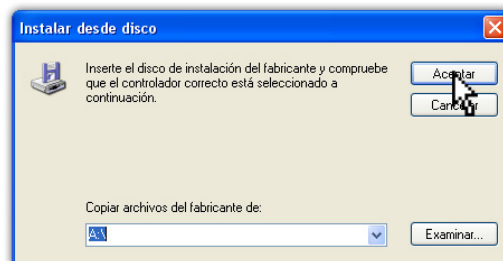 Instalar desde disco
Inserte el disco de instalación del fabricante y compruebe
que el controlador correcto está seleccionado a
continuación.
Aceptar
Cancelar
Copiar archivos del fabricante de:
A:\
Examinar...